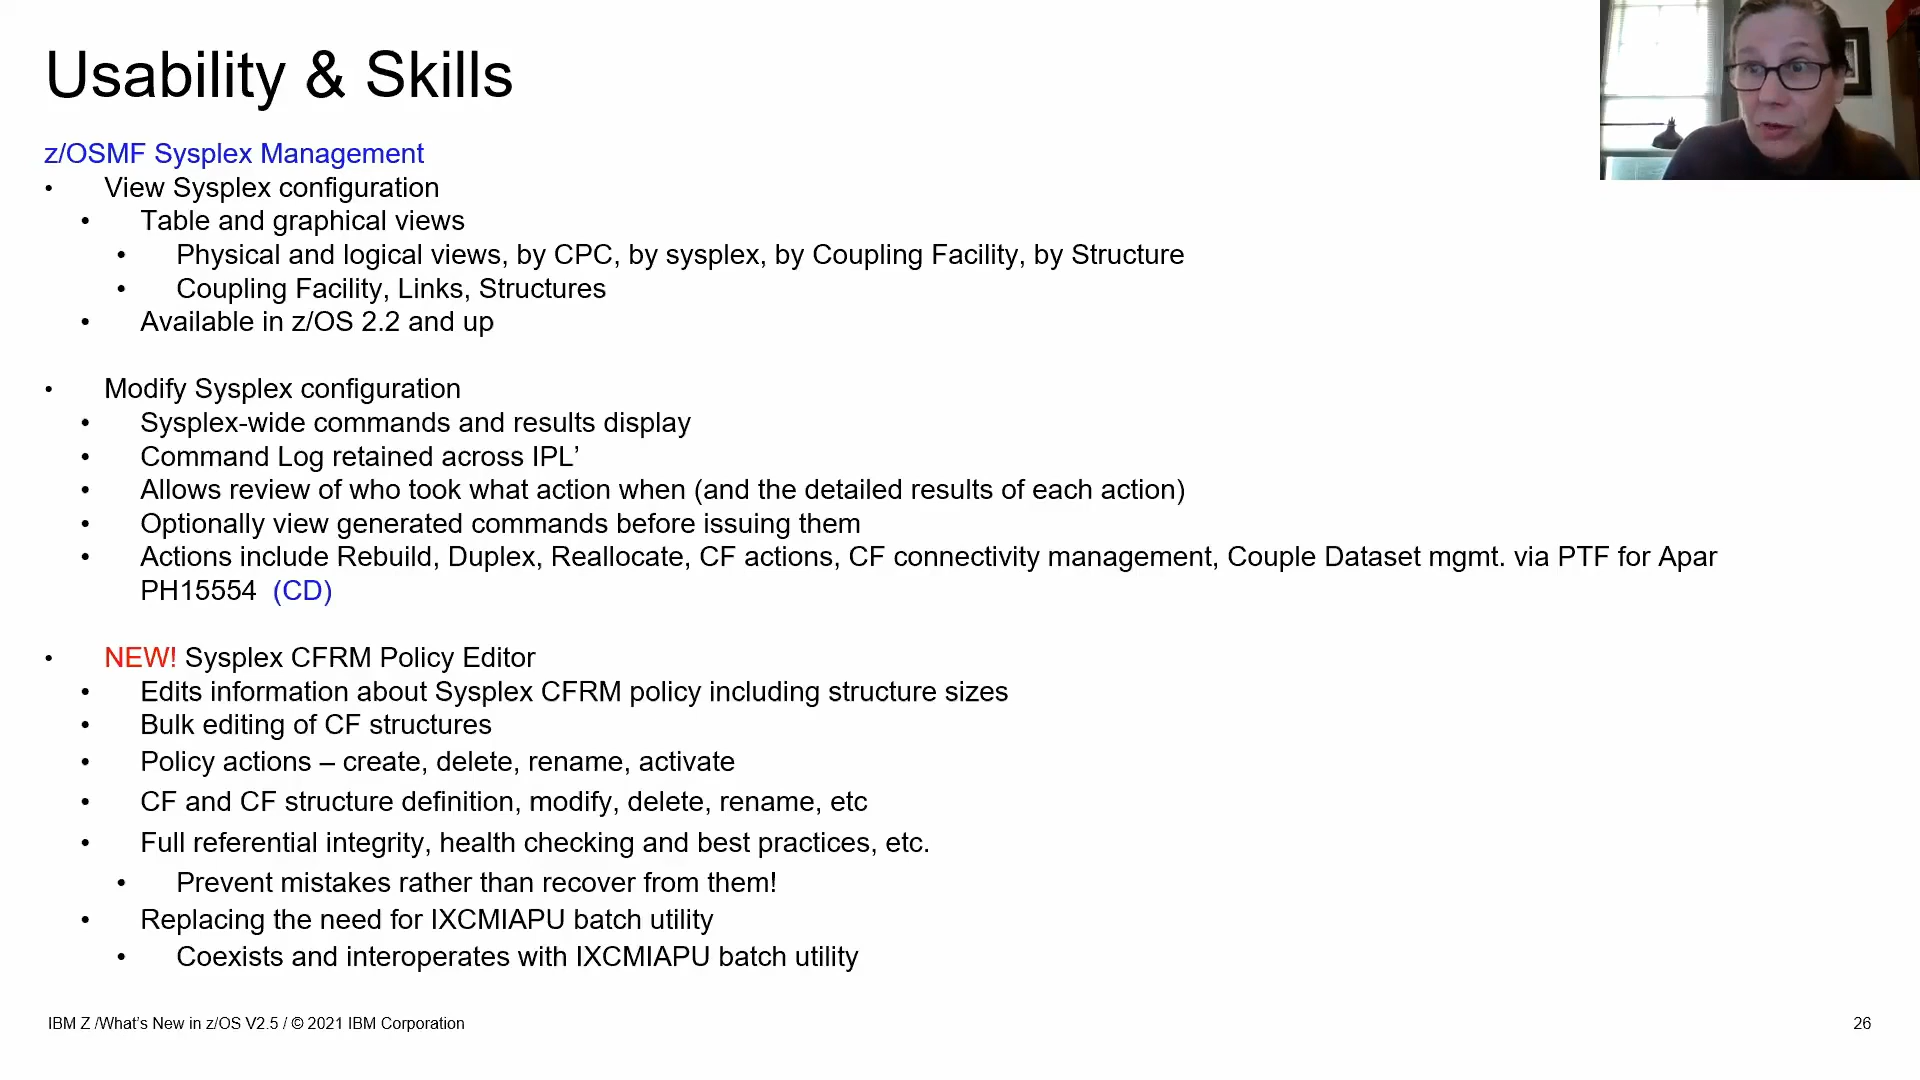 Usability & Skills
z/OSMF Sysplex Management
• View Sysplex configuration
• Table and graphical views
• Physical and logical views, by CPC, by sysplex, by Coupling Facility, by Structure
• Coupling Facility, Links, Structures
• Available in z/OS 2.2 and up
• Modify Sysplex configuration
• Sysplex-wide commands and results display
• Command Log retained across IPL’
• Allows review of who took what action when (and the detailed results of each action)
• Optionally view generated commands before issuing them
• Actions include Rebuild, Duplex, Reallocate, CF actions, CF connectivity management, Couple Dataset mgmt. via PTF for Apar
PH15554 (CD)
• NEW! Sysplex CFRM Policy Editor
• Edits information about Sysplex CFRM policy including structure sizes
• Bulk editing of CF structures
• Policy actions – create, delete, rename, activate
• CF and CF structure definition, modify, delete, rename, etc
• Full referential integrity, health checking and best practices, etc.
• Prevent mistakes rather than recover from them!
• Replacing the need for IXCMIAPU batch utility
• Coexists and interoperates with IXCMIAPU batch utility
IBM Z /What’s New in z/OS V2.5 / © 2021 IBM Corporation
26